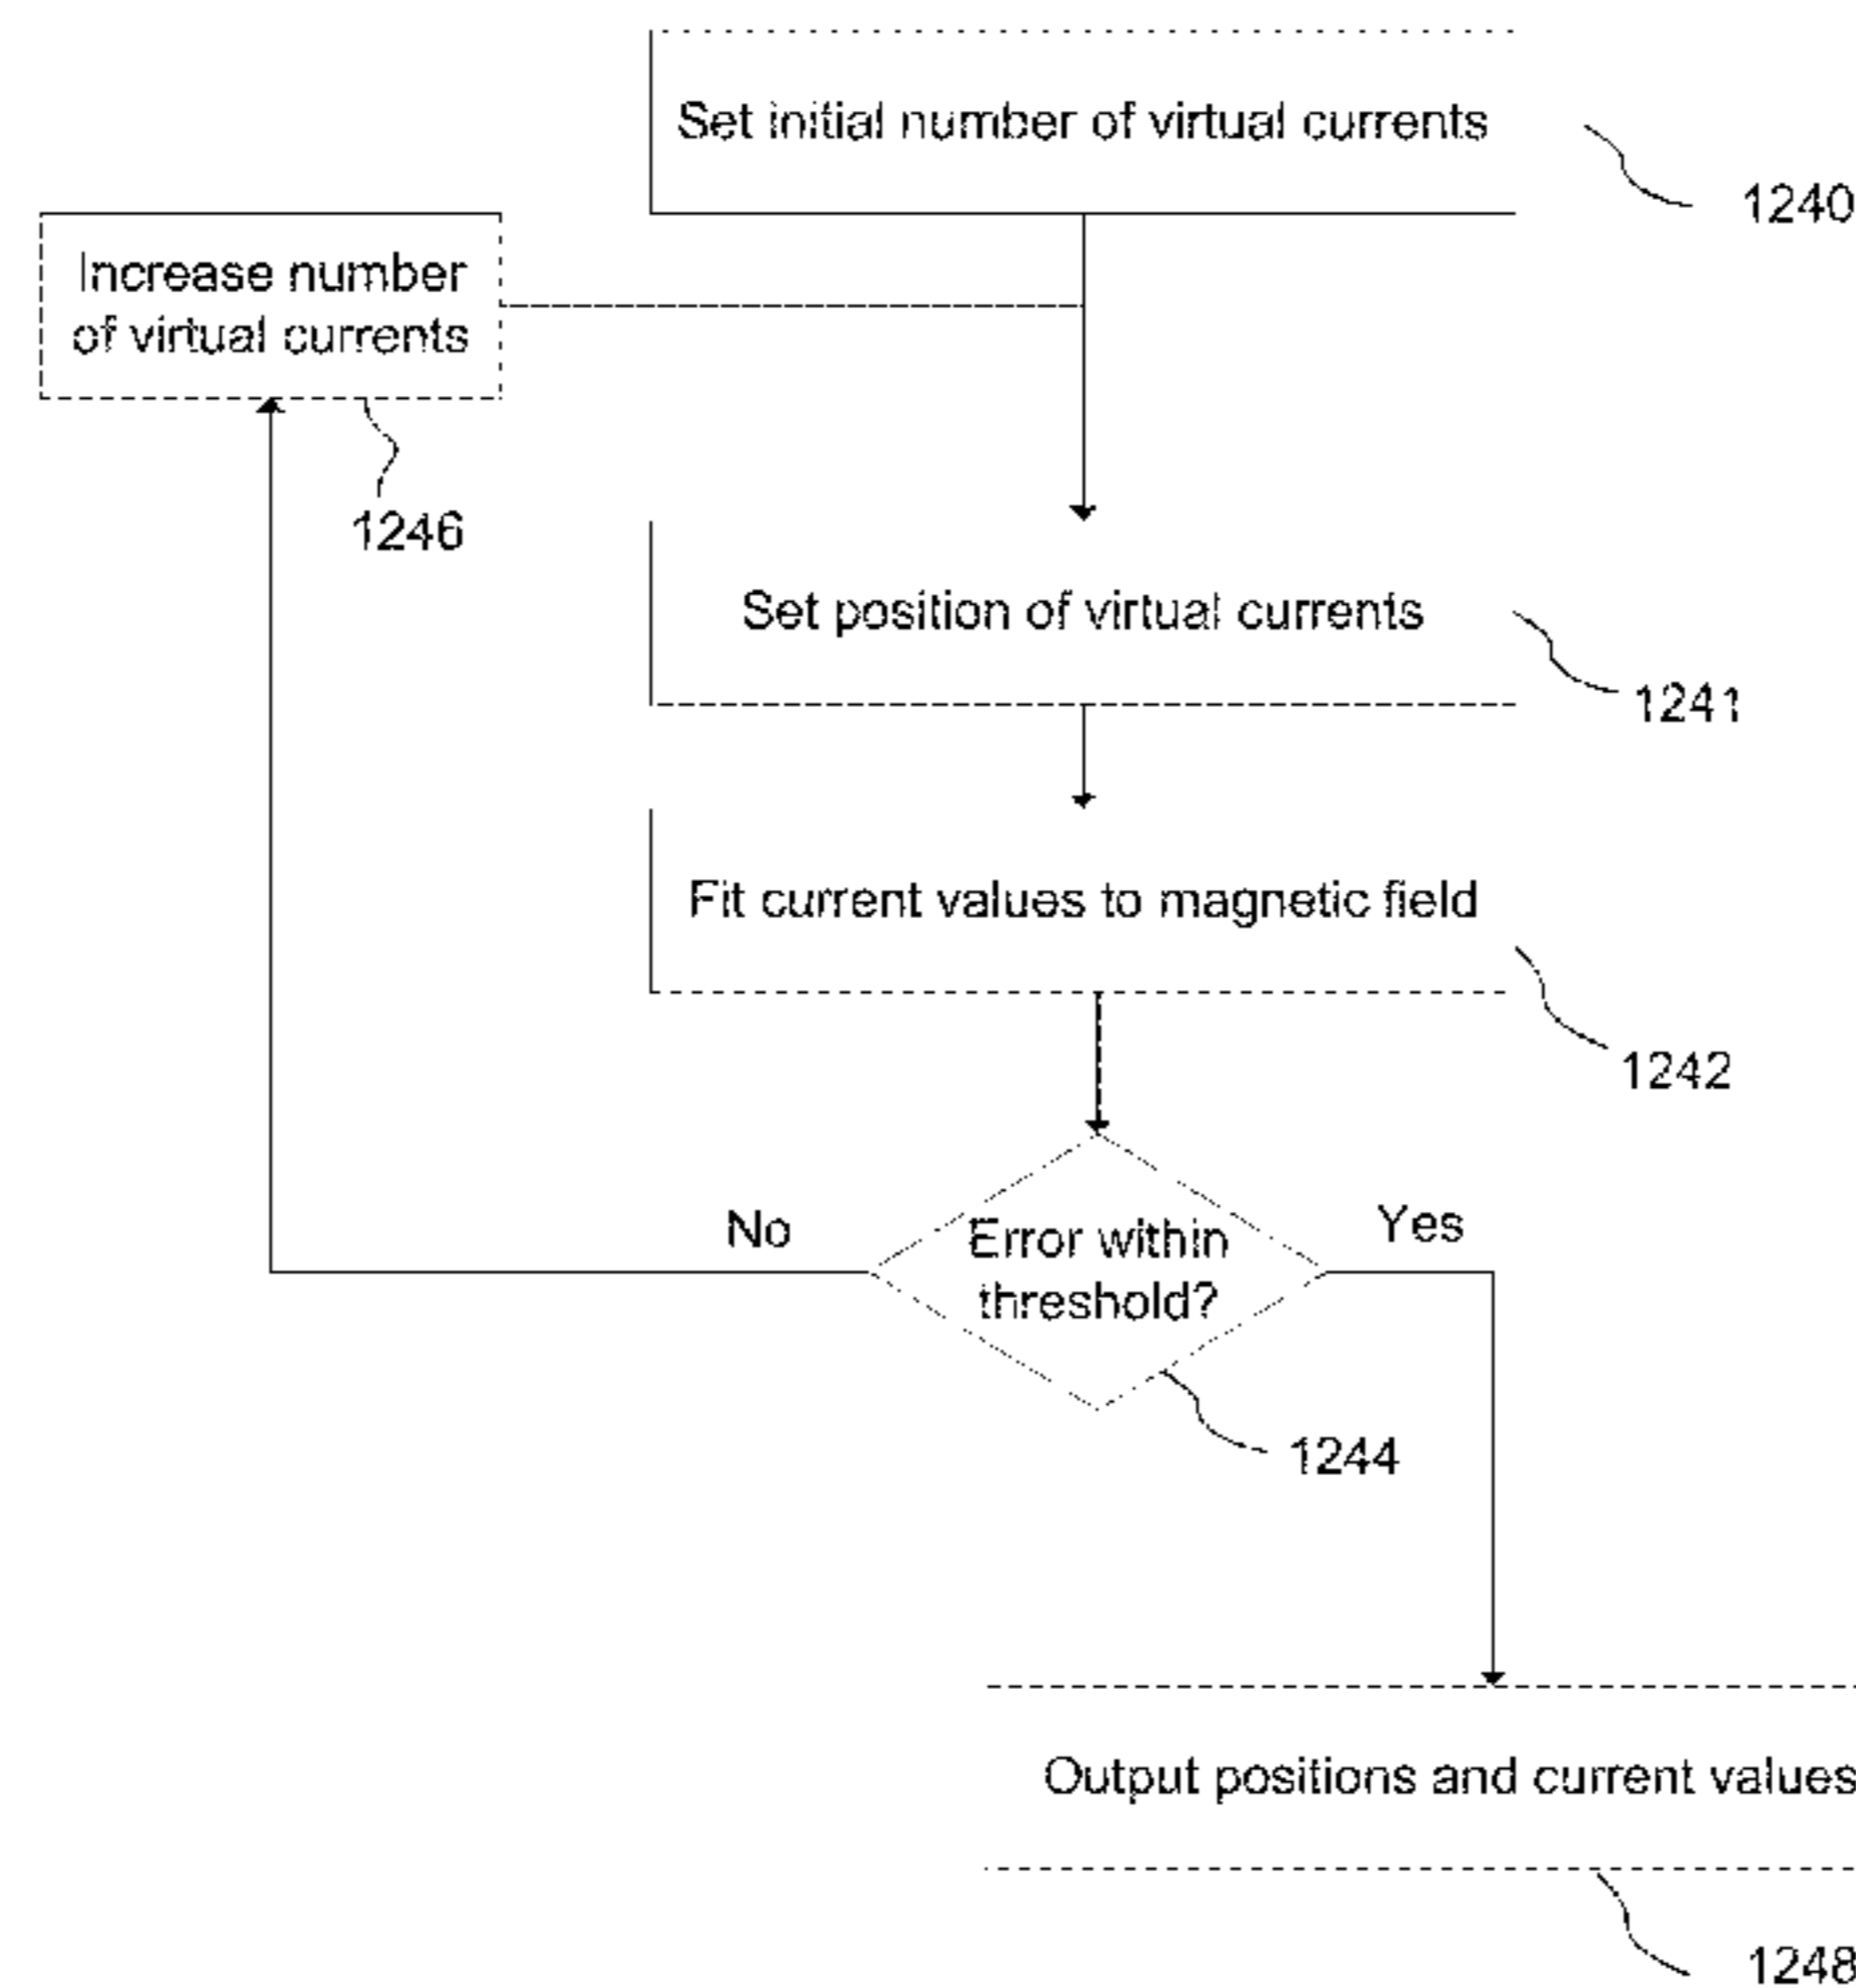 Set initial number of virtual currents
1240
Increase number
of virtual currents
1246
Set position of virtual currents
1241
Fit current values to magnetic field
1242
No
Error within
threshold?
Yes
1244
Output positions and current values
1248